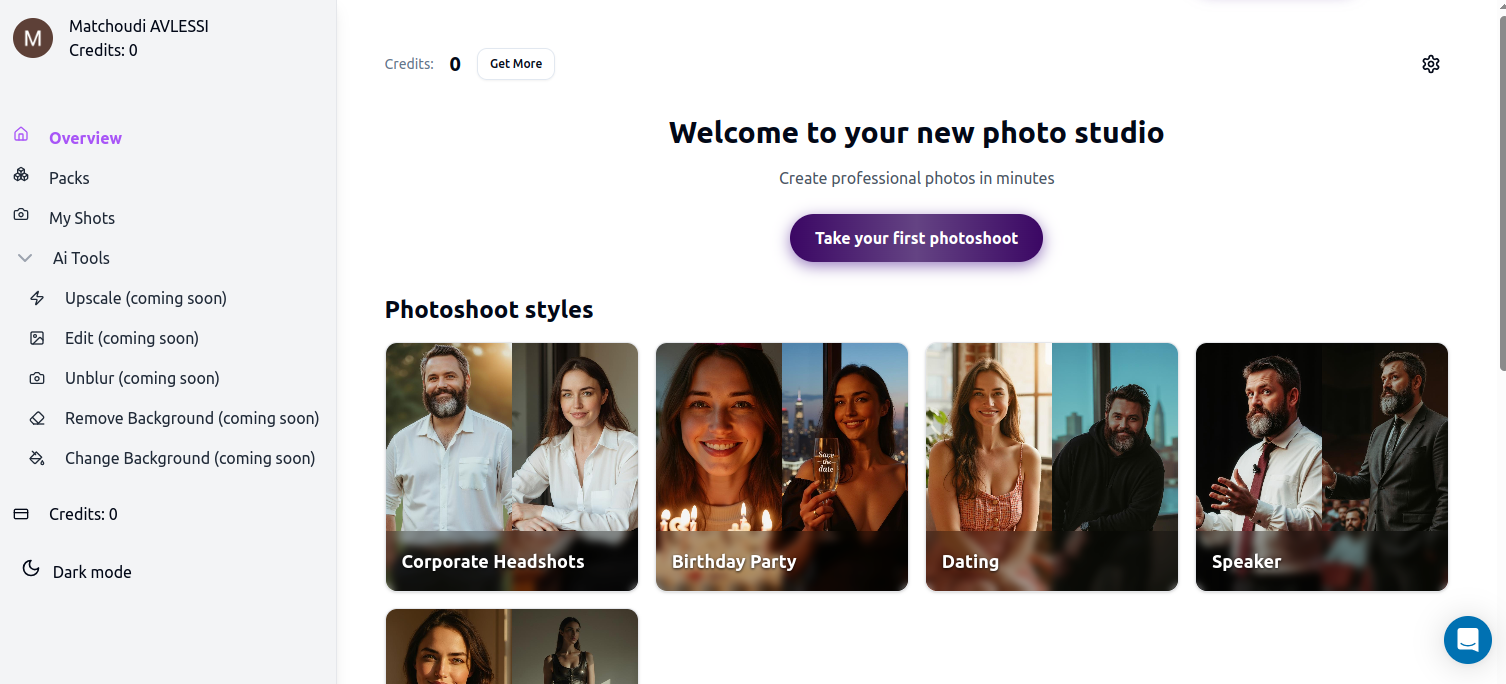 M
Matchoudi AVLESSI
Credits: 0
Overview
Packs
My Shots
Ai Tools
Upscale (coming soon)
Edit (coming soon)
Unblur (coming soon)
Remove Background (coming soon)
Change Background (coming soon)
Credits: 0
Dark mode
Credits: 0 Get More
Welcome to your new photo studio
Create professional photos in minutes
Take your first photoshoot
Photoshoot styles
Save
the
date
Corporate Headshots
Birthday Party
Dating
Speaker